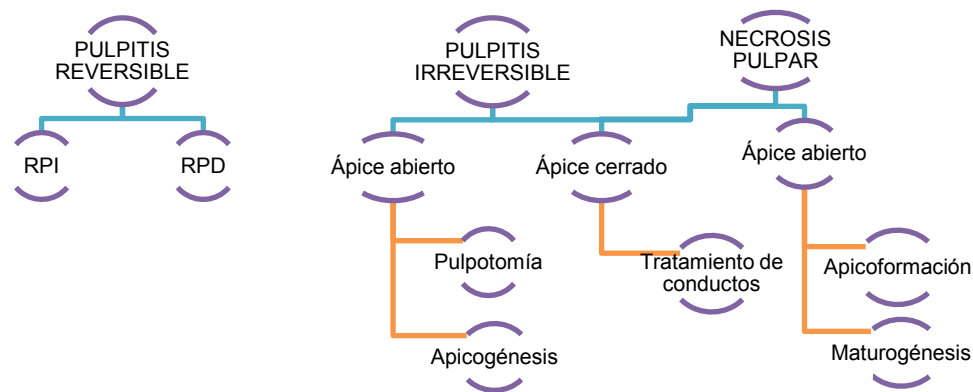 PULPITIS
REVERSIBLE
RPI
RPD
PULPITIS
IRREVERSIBLE
NECROSIS
PULPAR
Ápice abierto
Ápice cerrado
Ápice abierto
Pulpotomía
Apicogénesis
Tratamiento de
conductos
Apicoformación
Maturogénesis